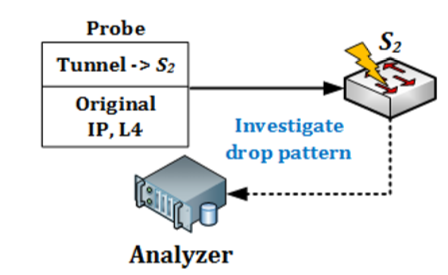 Probe
Tunnel -> S2
Original
IP, L4
S2
Investigate
drop pattern
Analyzer